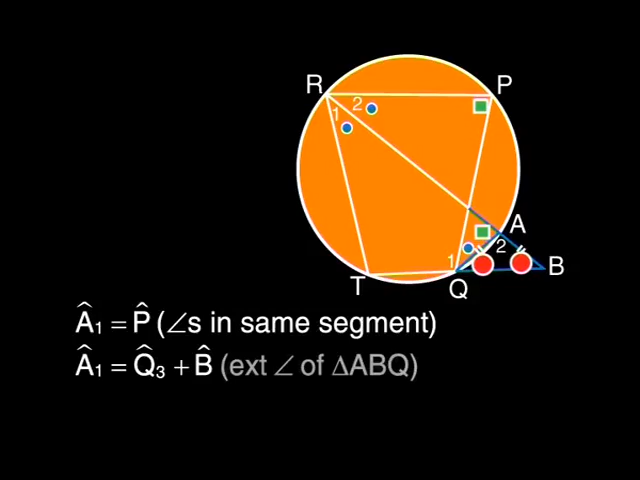 R
P
2
1
A
2
1
B
T
Q
Â₁ = P̂ (∠s in same segment)
Â₁ = Q̂₃ + B̂ (ext ∠ of ΔABQ)